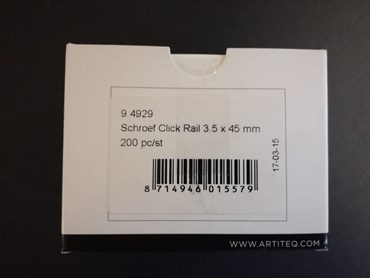 9.4929
Schroef Click Rail 3.5 x 45 mm
200 pc/st
17-03-15
8 714946 015579
WWW.ARTITEQ.COM